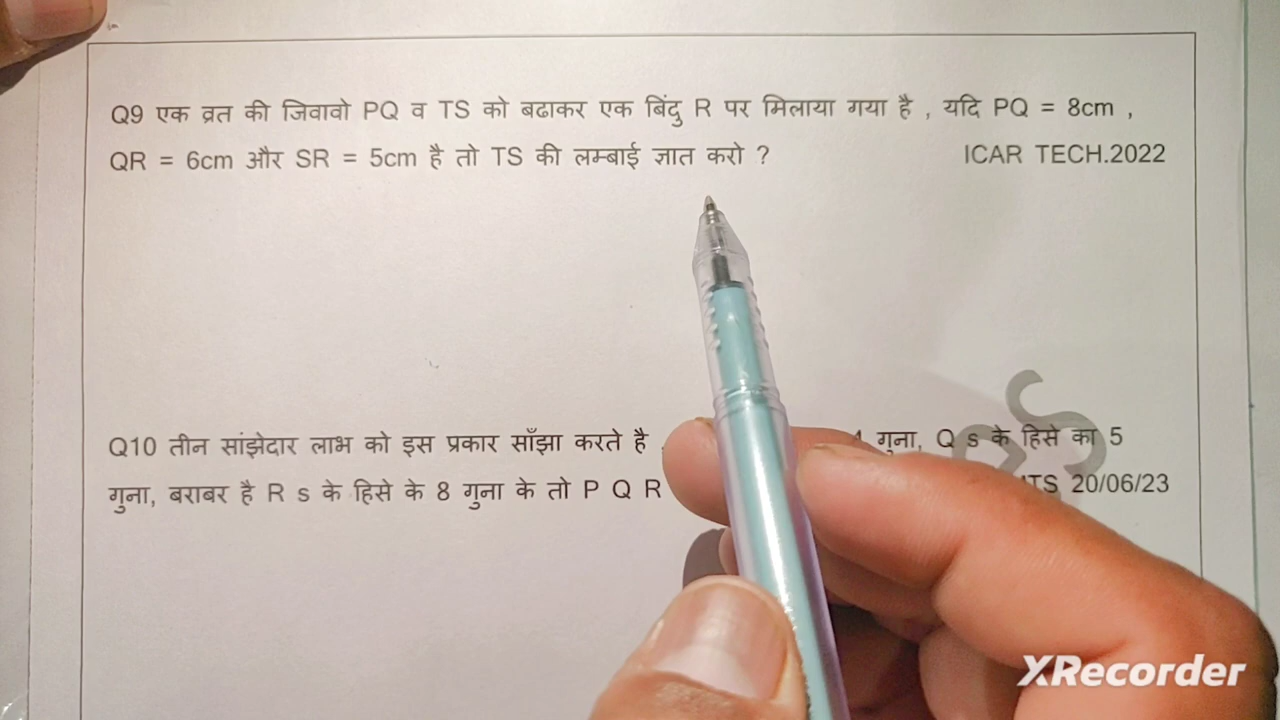 Q9 एक व्रत की जिवावो PQ व TS को बढाकर एक बिंदु R पर मिलाया गया है , यदि PQ = 8cm ,
QR = 6cm और SR = 5cm है तो TS की लम्बाई ज्ञात करो ? ICAR TECH.2022
Q10 तीन सांझेदार लाभ को इस प्रकार साँझा करते है गुना, Q s के हिसे का 5
गुना, बराबर है R s के हिसे के 8 गुना के तो P Q R 20/06/23
XRecorder